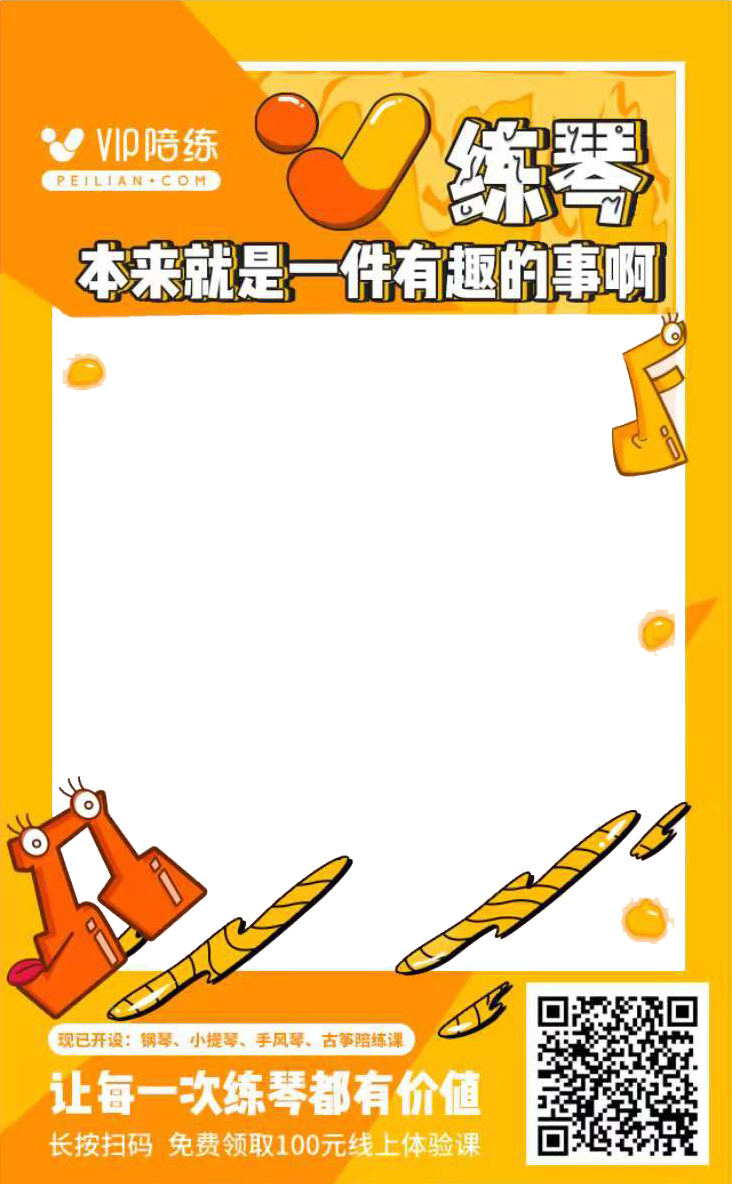 VIP陪练
PEILIAN•COM
练琴
本来就是一件有趣的事啊
现已开设：钢琴、小提琴、手风琴、古筝陪练课
让每一次练琴都有价值
长按扫码 免费领取100元线上体验课